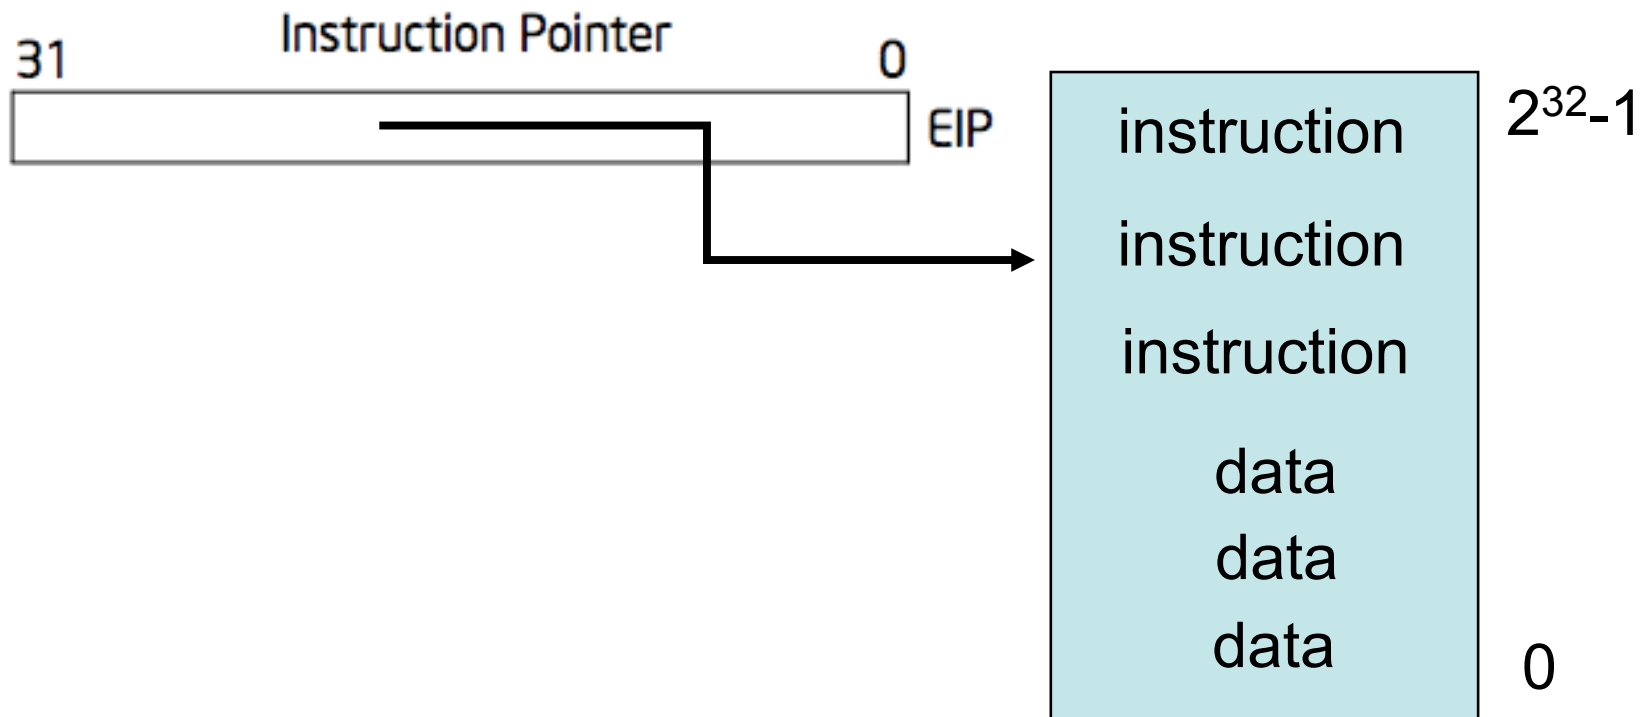 Instruction Pointer
31 0
EIP
instruction 2³²-1
instruction
instruction
data
data
data
0